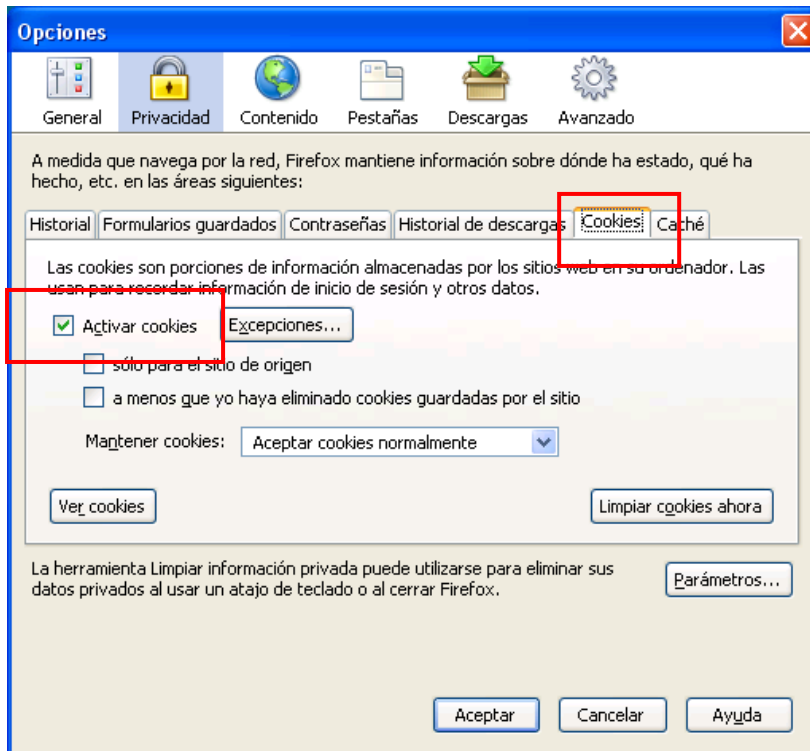 Opciones
General Privacidad Contenido Pestañas Descargas Avanzado
A medida que navega por la red, Firefox mantiene información sobre dónde ha estado, qué ha
hecho, etc. en las áreas siguientes:
Historial Formularios guardados Contraseñas Historial de descargas Cookies Caché
Las cookies son porciones de información almacenadas por los sitios web en su ordenador. Las
usan para recordar información de inicio de sesión y otros datos.
Activar cookies Excepciones...
sólo para el sitio de origen
a menos que yo haya eliminado cookies guardadas por el sitio
Mantener cookies: Aceptar cookies normalmente
Ver cookies Limpiar cookies ahora
La herramienta Limpiar información privada puede utilizarse para eliminar sus
datos privados al usar un atajo de teclado o al cerrar Firefox.
Parámetros...
Aceptar Cancelar Ayuda